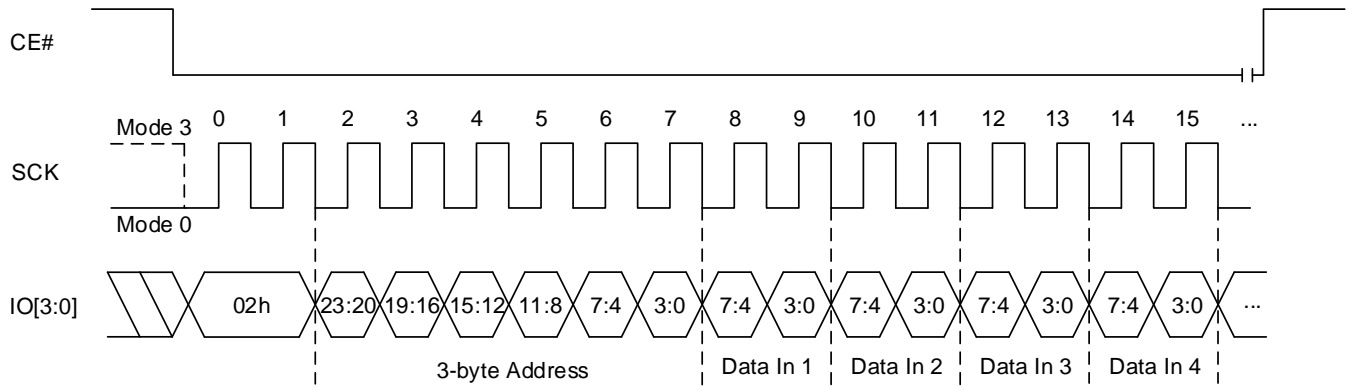 CE#
Mode 3
0 1 2 3 4 5 6 7 8 9 10 11 12 13 14 15 ...
SCK
Mode 0
IO[3:0]
02h 23:20 19:16 15:12 11:8 7:4 3:0 7:4 3:0 7:4 3:0 7:4 3:0 7:4 3:0 ...
3-byte Address Data In 1 Data In 2 Data In 3 Data In 4